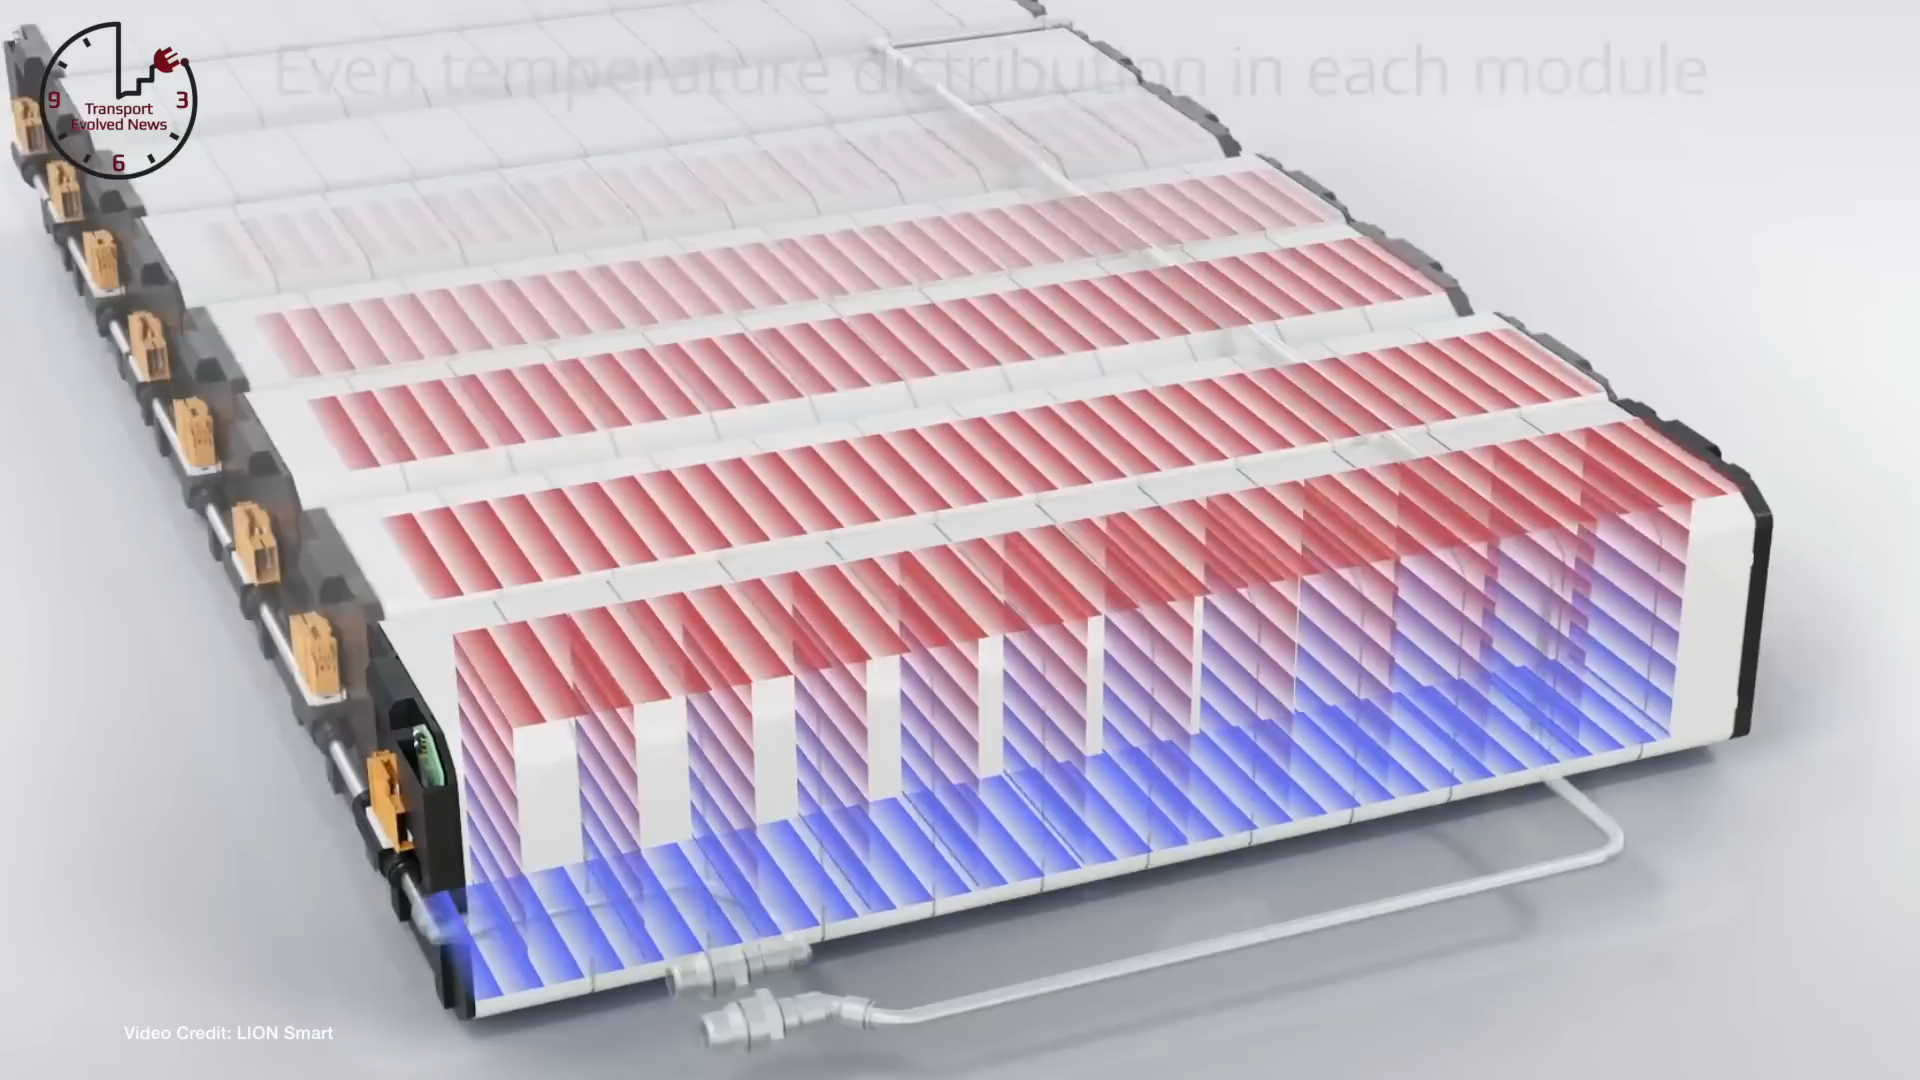 Even temperature distribution in each module
9
3
Transport
Evolved News
6
Video Credit: LION Smart